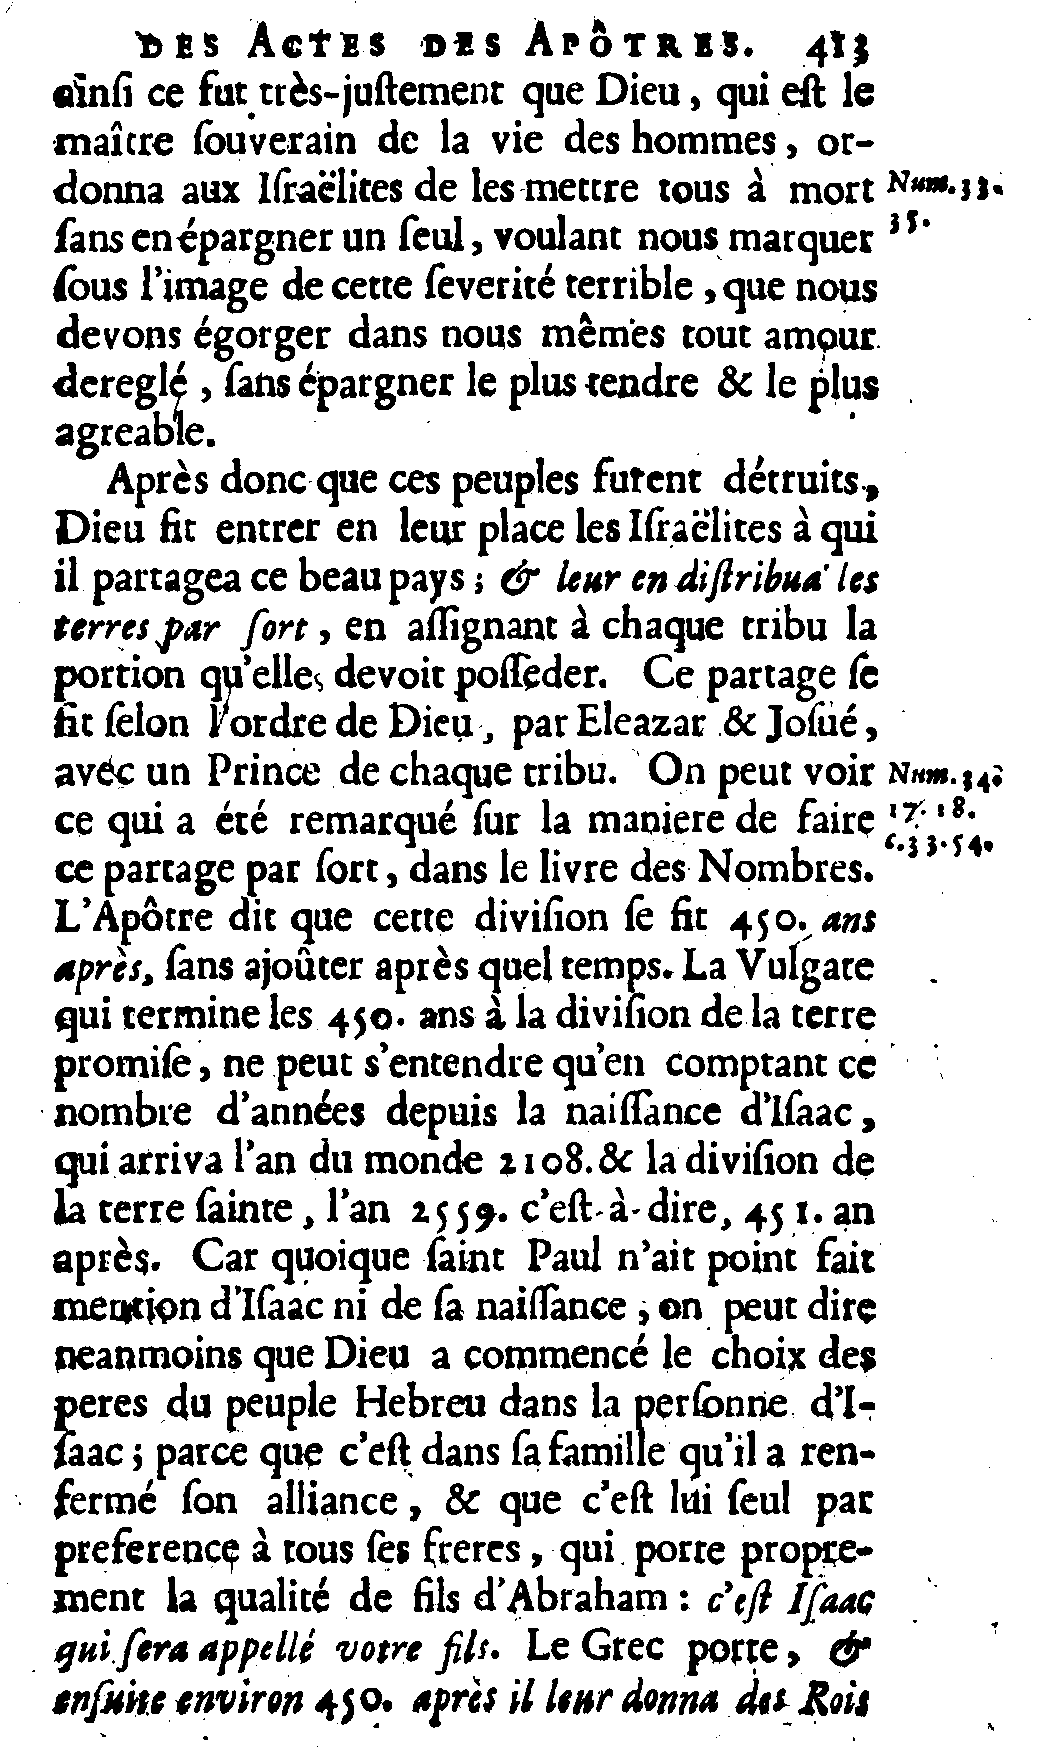 DES ACTES DES APÔTRES. 413
ainſi ce fut très-juſtement que Dieu, qui eſt le
maître ſouverain de la vie des hommes, or-
donna aux Iſraëlites de les mettre tous à mort Num. 33.
ſans en épargner un ſeul, voulant nous marquer 35.
ſous l'image de cette ſeverité terrible, que nous
devons égorger dans nous mêmes tout amour
dereglé, ſans épargner le plus tendre & le plus
agreable.
Après donc que ces peuples furent détruits,
Dieu fit entrer en leur place les Iſraëlites à qui
il partagea ce beau pays; & leur en diſtribua les
terres par ſort, en aſſignant à chaque tribu la
portion qu'elles devoit poſſeder. Ce partage ſe
fit ſelon l'ordre de Dieu, par Eleazar & Joſué,
avec un Prince de chaque tribu. On peut voir Num. 34.
ce qui a été remarqué ſur la maniere de faire 17. 18.
ce partage par ſort, dans le livre des Nombres. c. 33. 54.
L'Apôtre dit que cette diviſion ſe fit 450. ans
après, ſans ajoûter après quel temps. La Vulgate
qui termine les 450. ans à la diviſion de la terre
promiſe, ne peut s'entendre qu'en comptant ce
nombre d'années depuis la naiſſance d'Iſaac,
qui arriva l'an du monde 2108. & la diviſion de
la terre ſainte, l'an 2559. c'eſt-à-dire, 451. an
après. Car quoique ſaint Paul n'ait point fait
mention d'Iſaac ni de ſa naiſſance, on peut dire
neanmoins que Dieu a commencé le choix des
peres du peuple Hebreu dans la perſonne d'I-
ſaac; parce que c'eſt dans ſa famille qu'il a ren-
fermé ſon alliance, & que c'eſt lui ſeul par
preference à tous ſes freres, qui porte propre-
ment la qualité de fils d'Abraham : c'eſt Iſaac
qui ſera appellé votre fils. Le Grec porte, &
enſuite environ 450. après il leur donna des Rois